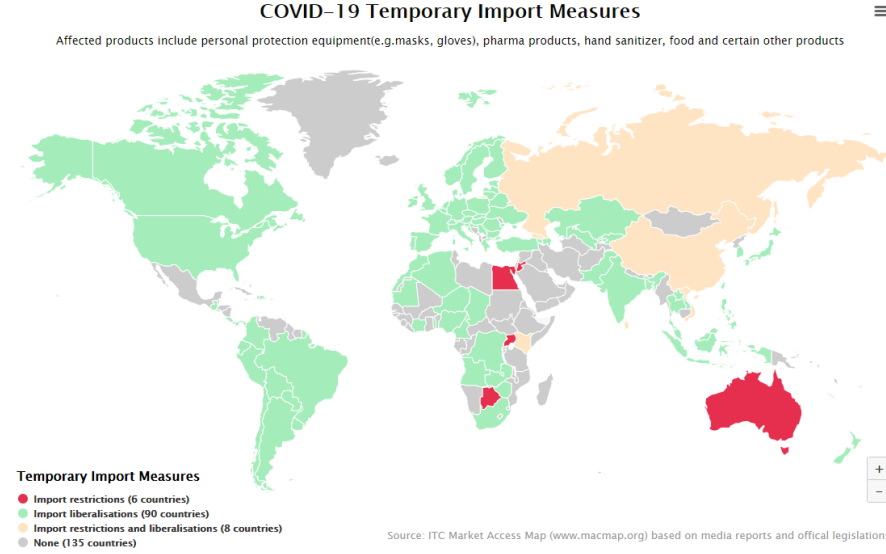 COVID-19 Temporary Import Measures
Affected products include personal protection equipment(e.g.masks, gloves), pharma products, hand sanitizer, food and certain other products
Temporary Import Measures
Import restrictions (6 countries)
Import liberalisations (90 countries)
Import restrictions and liberalisations (8 countries)
None (135 countries)
+
−
Source: ITC Market Access Map (www.macmap.org) based on media reports and offical legislation